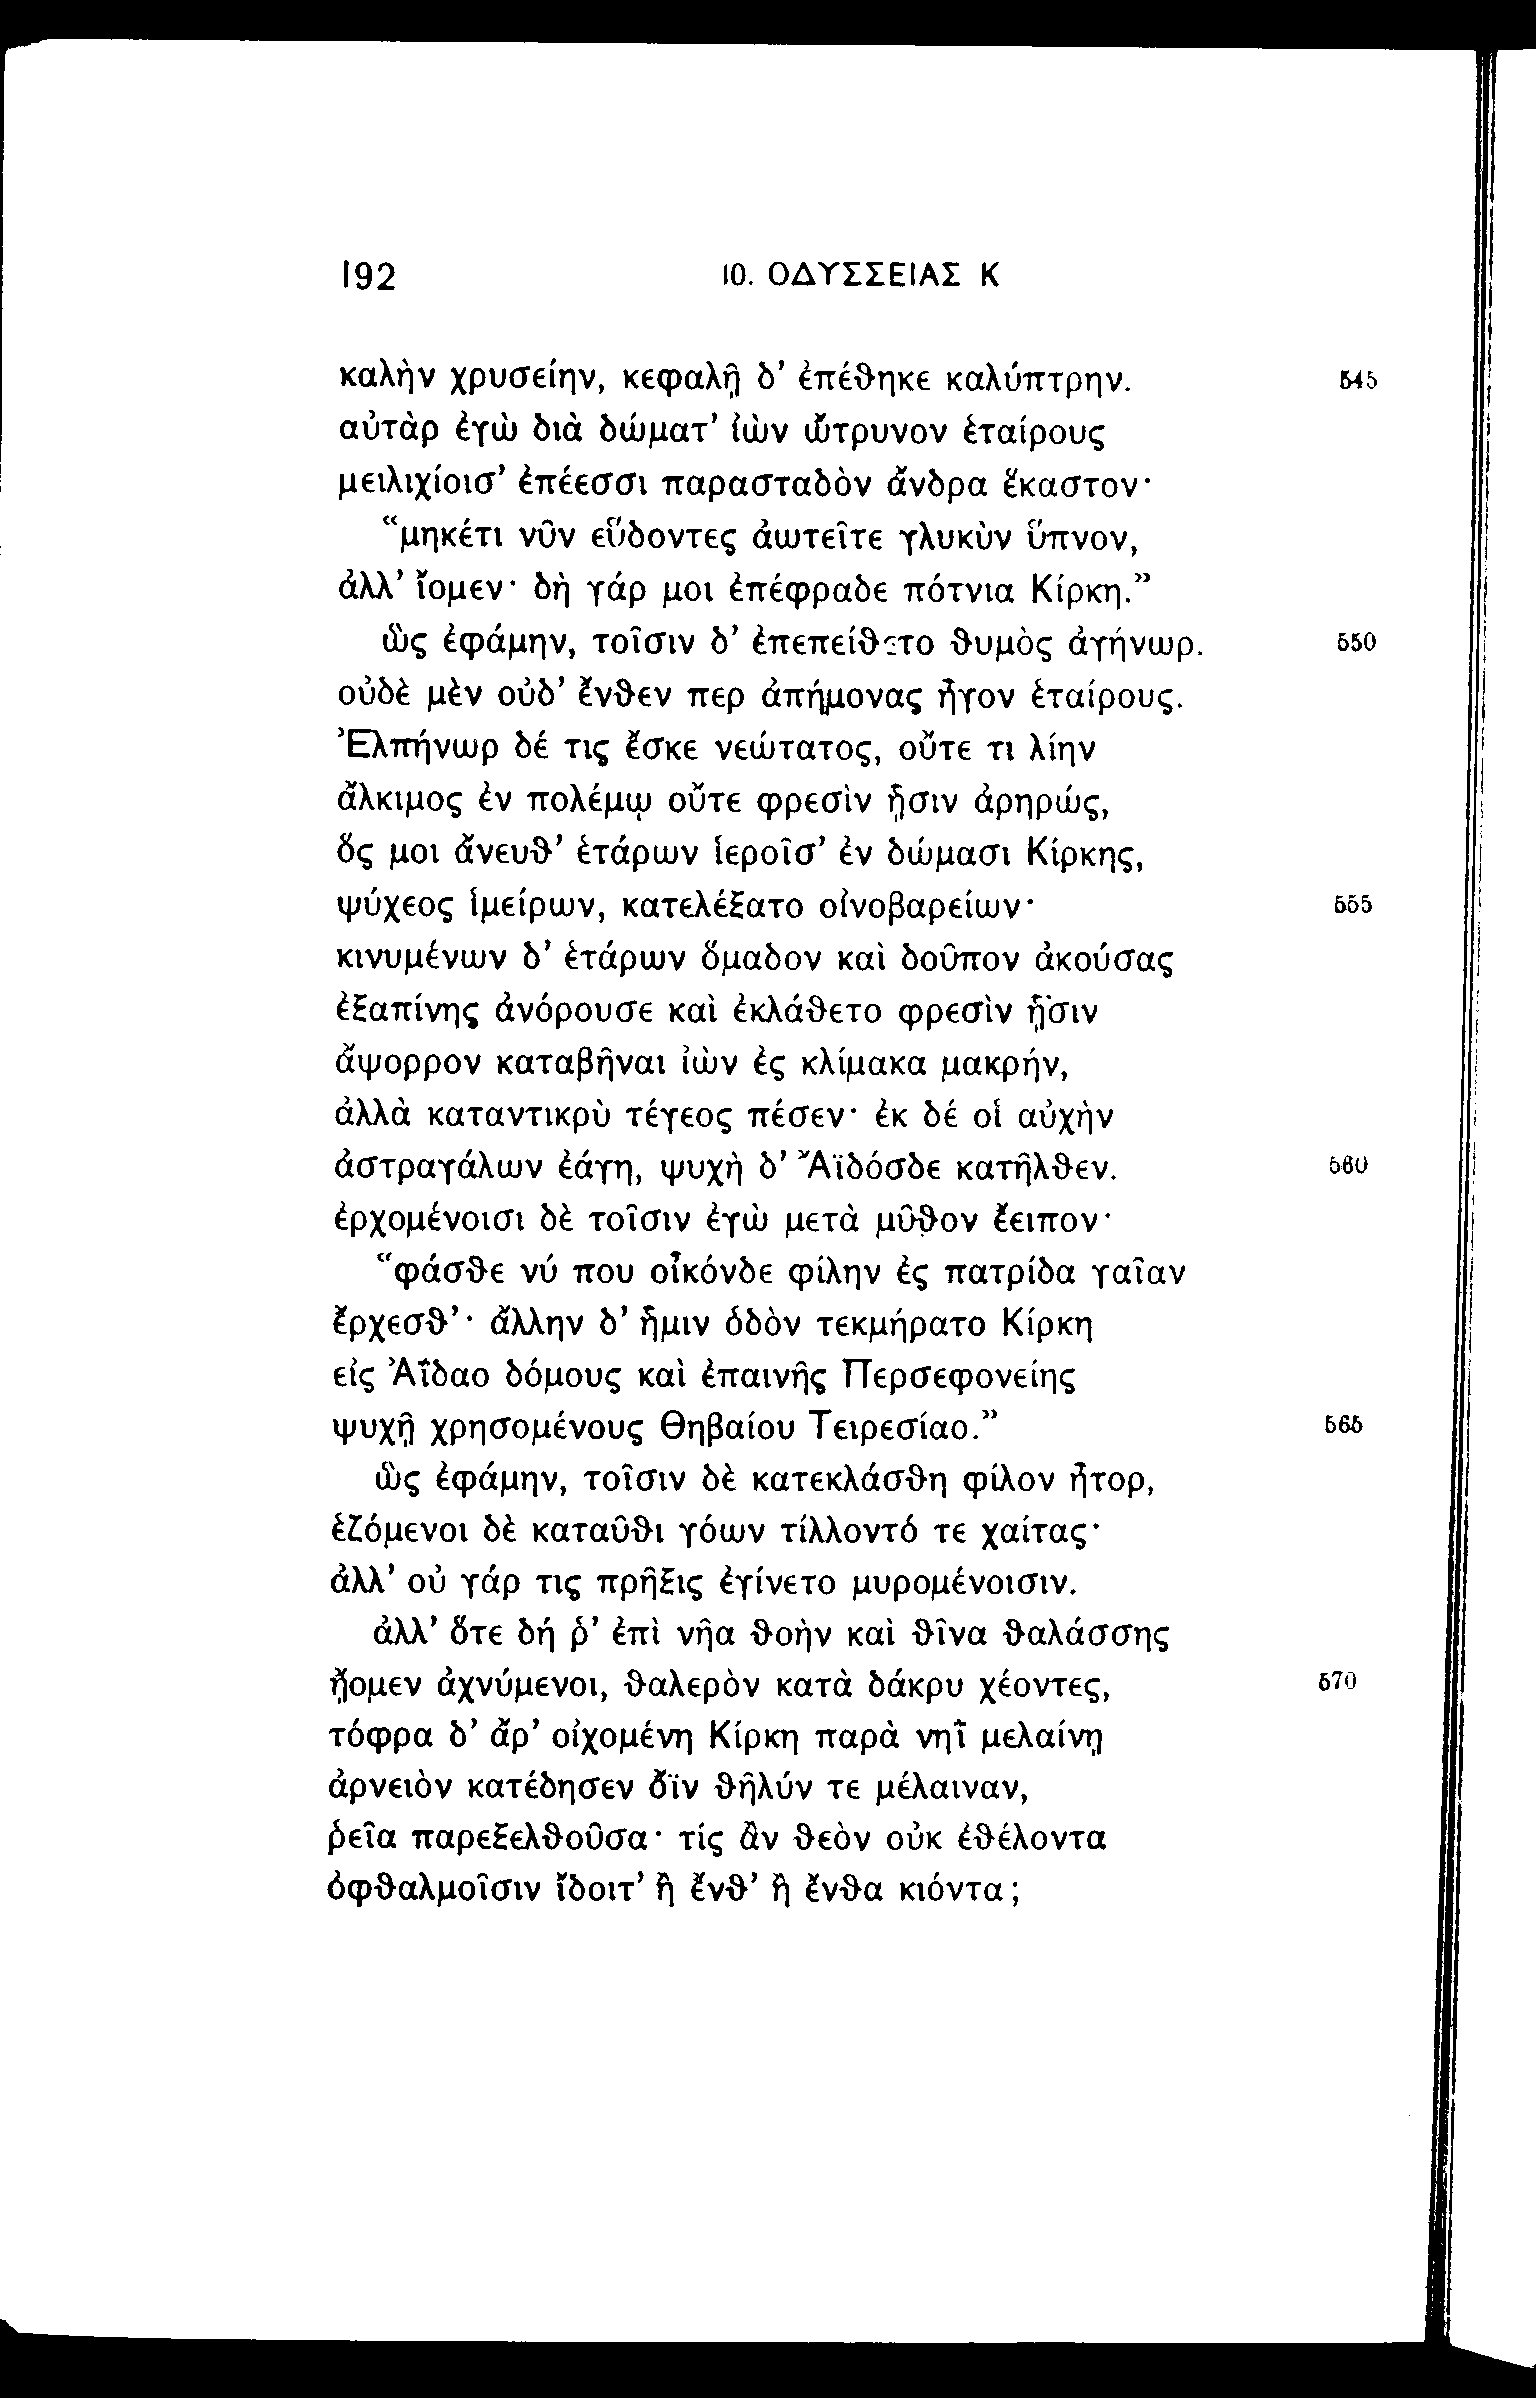 192 10. ΟΔΥΣΣΕΙΑΣ Κ
καλὴν χρυσείην, κεφαλῇ δ’ ἐπέϑηκε καλύπτρην. 545
αὐτὰρ ἐγὼ διὰ δώματ’ ἰὼν ὤτρυνον ἑταίρους
μειλιχίοισ’ ἐπέεσσι παρασταδὸν ἄνδρα ἕκαστον·
“μηκέτι νῦν εὕδοντες ἀωτεῖτε γλυκὺν ὕπνον,
ἀλλ’ ἴομεν· δὴ γάρ μοι ἐπέφραδε πότνια Κίρκη.”
ὣς ἐφάμην, τοῖσιν δ’ ἐπεπείϑετο ϑυμὸς ἀγήνωρ. 550
οὐδὲ μὲν οὐδ’ ἔνϑεν περ ἀπήμονας ἦγον ἑταίρους.
Ἐλπήνωρ δέ τις ἔσκε νεώτατος, οὔτε τι λίην
ἄλκιμος ἐν πολέμῳ οὔτε φρεσὶν ᾗσιν ἀρηρώς,
ὅς μοι ἄνευϑ’ ἑτάρων ἱεροῖσ’ ἐν δώμασι Κίρκης,
ψύχεος ἱμείρων, κατελέξατο οἰνοβαρείων· 555
κινυμένων δ’ ἑτάρων ὅμαδον καὶ δοῦπον ἀκούσας
ἐξαπίνης ἀνόρουσε καὶ ἐκλάϑετο φρεσὶν ᾗσιν
ἄψορρον καταβῆναι ἰὼν ἐς κλίμακα μακρήν,
ἀλλὰ καταντικρὺ τέγεος πέσεν· ἐκ δέ οἱ αὐχὴν
ἀστραγάλων ἐάγη, ψυχὴ δ’ Ἄϊδόσδε κατῆλϑεν. 560
ἐρχομένοισι δὲ τοῖσιν ἐγὼ μετὰ μῦϑον ἔειπον·
“φάσϑε νύ που οἶκόνδε φίλην ἐς πατρίδα γαῖαν
ἔρχεσϑ’· ἄλλην δ’ ἧμιν ὁδὸν τεκμήρατο Κίρκη
εἰς Ἀΐδαο δόμους καὶ ἐπαινῆς Περσεφονείης
ψυχῇ χρησομένους Θηβαίου Τειρεσίαο.” 565
ὣς ἐφάμην, τοῖσιν δὲ κατεκλάσϑη φίλον ἦτορ,
ἑζόμενοι δὲ καταῦϑι γόων τίλλοντό τε χαίτας·
ἀλλ’ οὐ γάρ τις πρῆξις ἐγίνετο μυρομένοισιν.
ἀλλ’ ὅτε δή ῥ’ ἐπὶ νῆα ϑοὴν καὶ ϑῖνα ϑαλάσσης
ᾔομεν ἀχνύμενοι, ϑαλερὸν κατὰ δάκρυ χέοντες, 570
τόφρα δ’ ἄρ’ οἰχομένη Κίρκη παρὰ νηῒ μελαίνῃ
ἀρνειὸν κατέδησεν ὄϊν ϑῆλύν τε μέλαιναν,
ῥεῖα παρεξελϑοῦσα· τίς ἂν ϑεὸν οὐκ ἐϑέλοντα
ὀφϑαλμοῖσιν ἴδοιτ’ ἢ ἔνϑ’ ἢ ἔνϑα κιόντα;